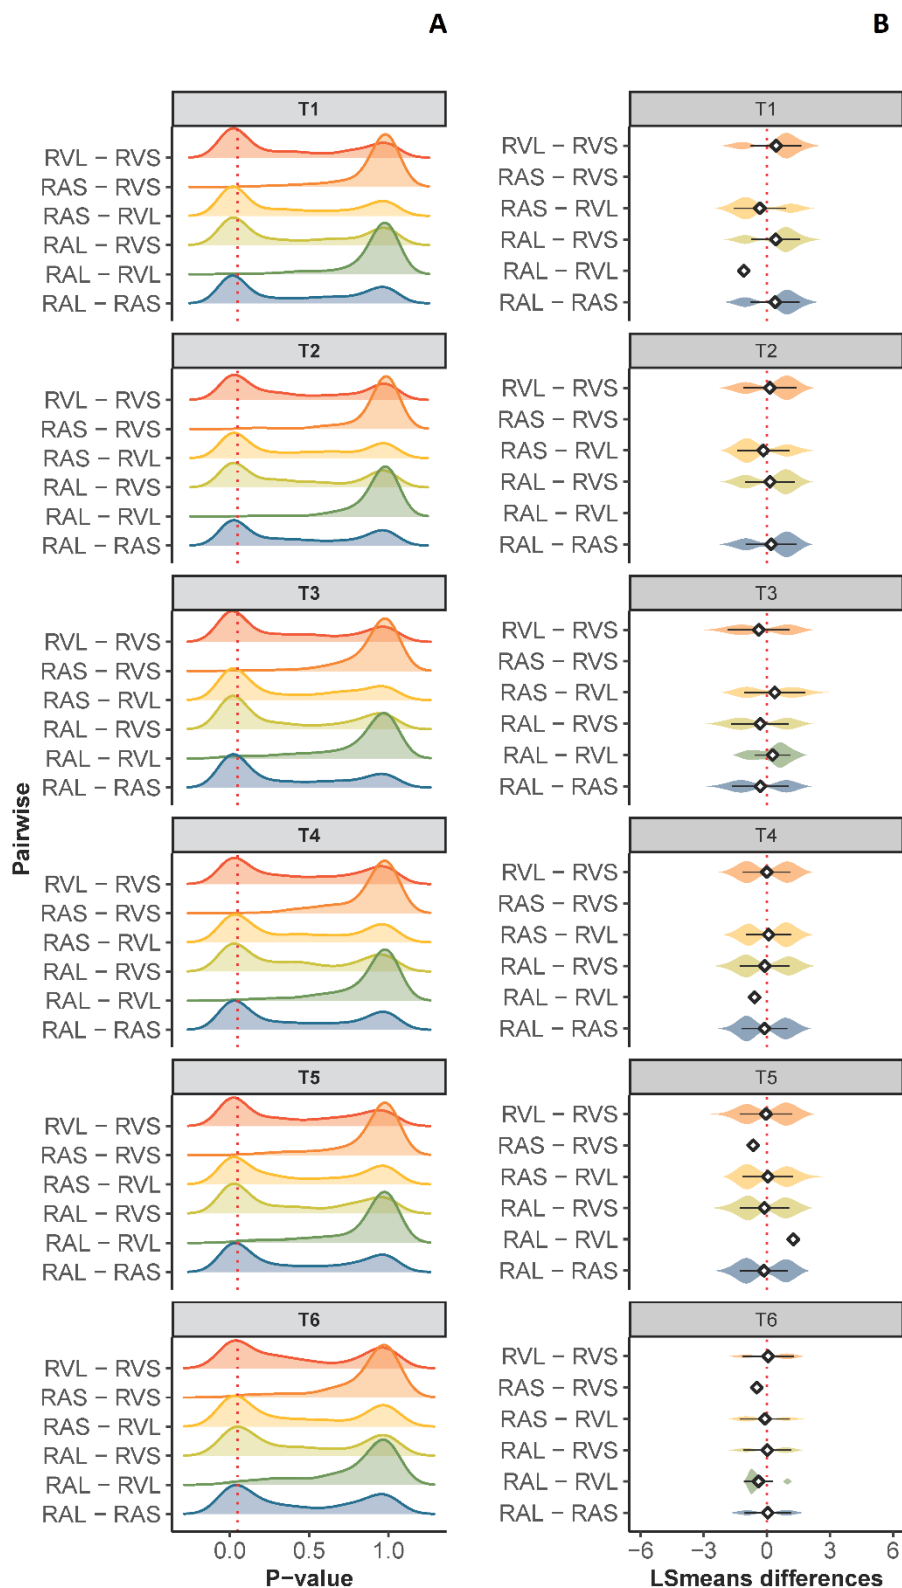 A
B
Pairwise
T1
RVL − RVS
RAS − RVS
RAS − RVL
RAL − RVS
RAL − RVL
RAL − RAS
T2
RVL − RVS
RAS − RVS
RAS − RVL
RAL − RVS
RAL − RVL
RAL − RAS
T3
RVL − RVS
RAS − RVS
RAS − RVL
RAL − RVS
RAL − RVL
RAL − RAS
T4
RVL − RVS
RAS − RVS
RAS − RVL
RAL − RVS
RAL − RVL
RAL − RAS
T5
RVL − RVS
RAS − RVS
RAS − RVL
RAL − RVS
RAL − RVL
RAL − RAS
T6
RVL − RVS
RAS − RVS
RAS − RVL
RAL − RVS
RAL − RVL
RAL − RAS
0.0 0.5 1.0
P−value
T1
RVL − RVS
RAS − RVS
RAS − RVL
RAL − RVS
RAL − RVL
RAL − RAS
T2
RVL − RVS
RAS − RVS
RAS − RVL
RAL − RVS
RAL − RVL
RAL − RAS
T3
RVL − RVS
RAS − RVS
RAS − RVL
RAL − RVS
RAL − RVL
RAL − RAS
T4
RVL − RVS
RAS − RVS
RAS − RVL
RAL − RVS
RAL − RVL
RAL − RAS
T5
RVL − RVS
RAS − RVS
RAS − RVL
RAL − RVS
RAL − RVL
RAL − RAS
T6
RVL − RVS
RAS − RVS
RAS − RVL
RAL − RVS
RAL − RVL
RAL − RAS
−6 −3 0 3 6
LSmeans differences